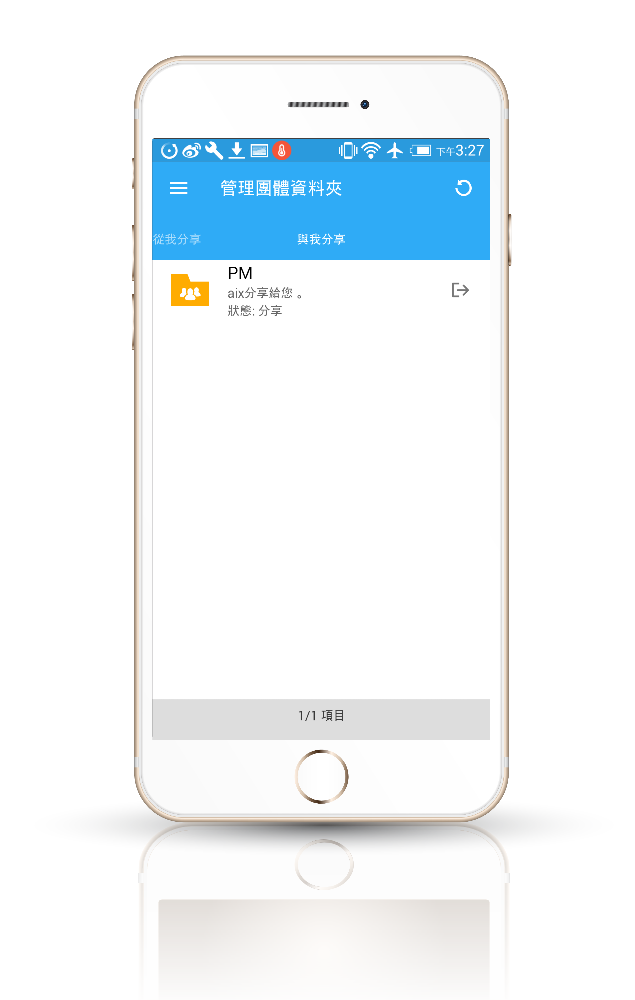 下午3:27
管理團體資料夾
從我分享
與我分享
PM
aix分享給您 。
狀態: 分享
1/1 項目